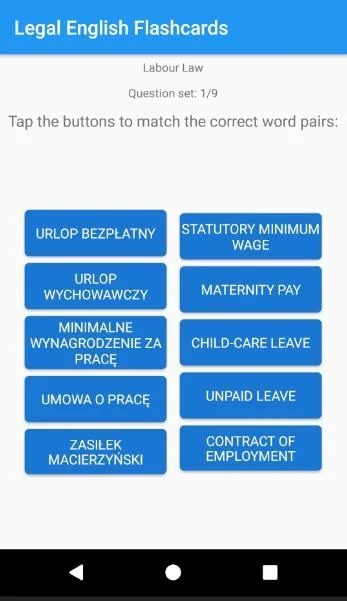 Legal English Flashcards
Labour Law
Question set: 1/9
Tap the buttons to match the correct word pairs:
URLOP BEZPŁATNY
STATUTORY MINIMUM
WAGE
URLOP
WYCHOWAWCZY
MATERNITY PAY
MINIMALNE
WYNAGRODZENIE ZA
PRACĘ
CHILD-CARE LEAVE
UMOWA O PRACĘ
UNPAID LEAVE
ZASIŁEK
MACIERZYŃSKI
CONTRACT OF
EMPLOYMENT